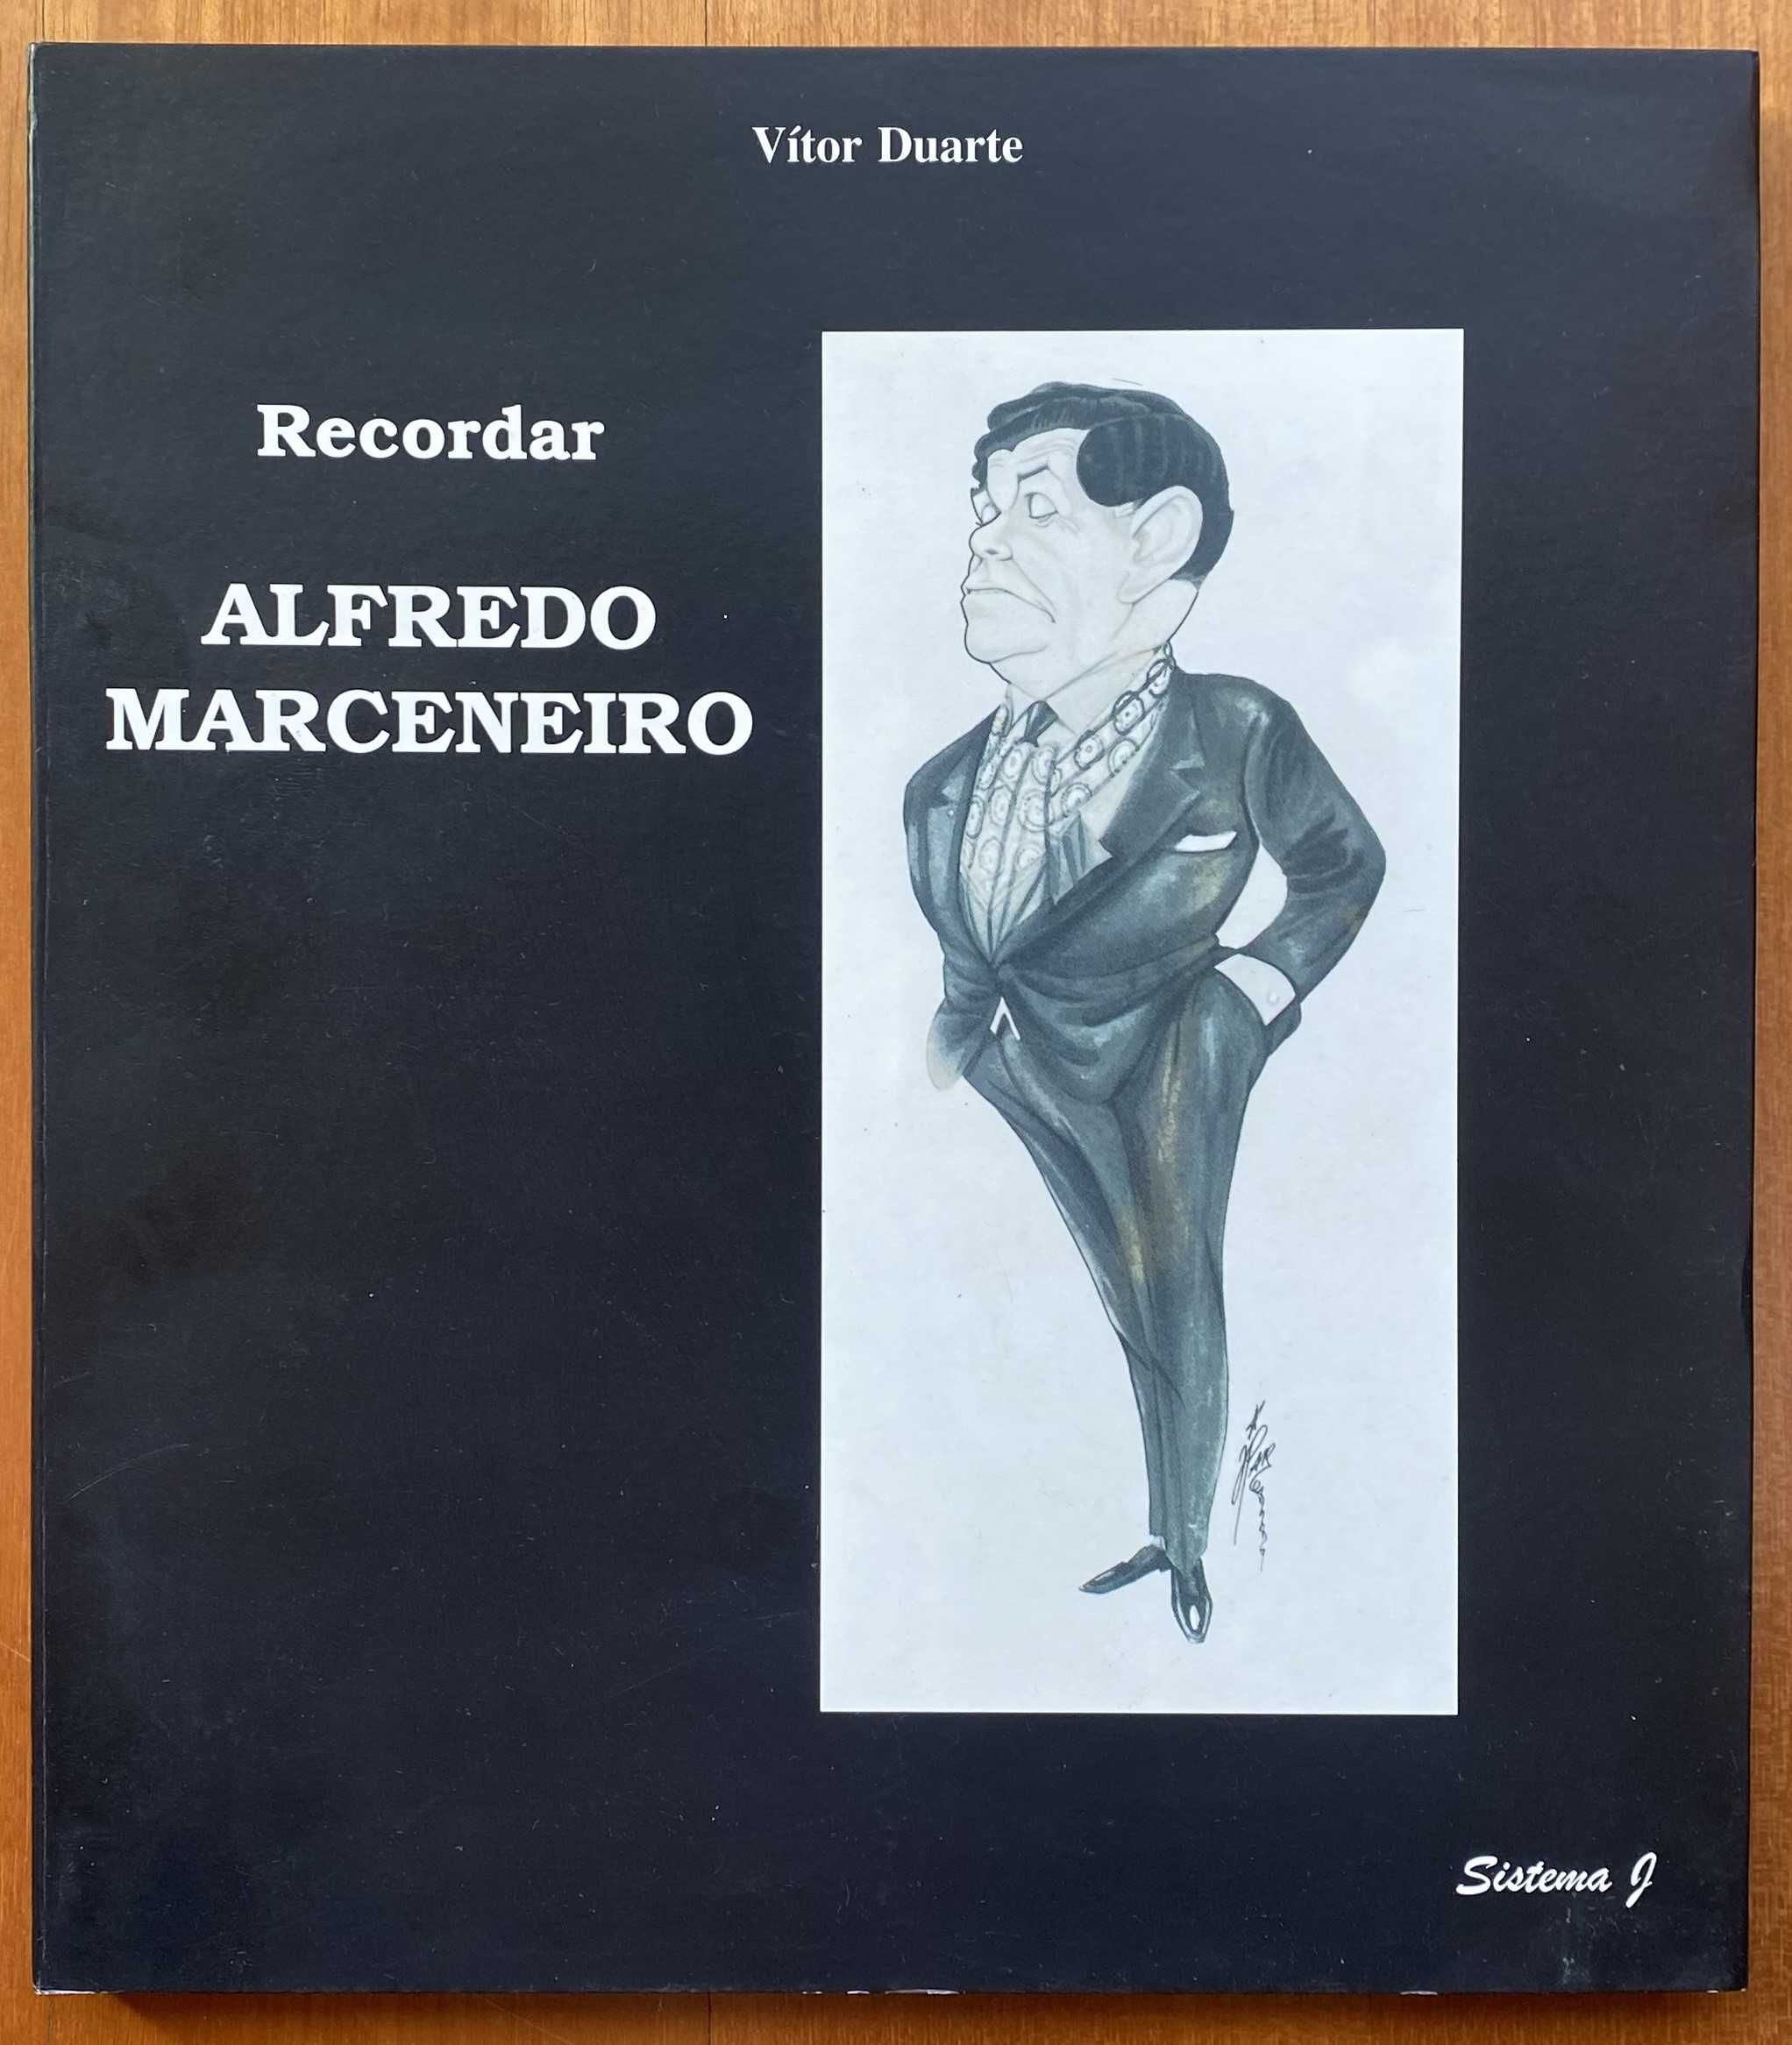 Vítor Duarte
Recordar
ALFREDO
MARCENEIRO
Sistema J